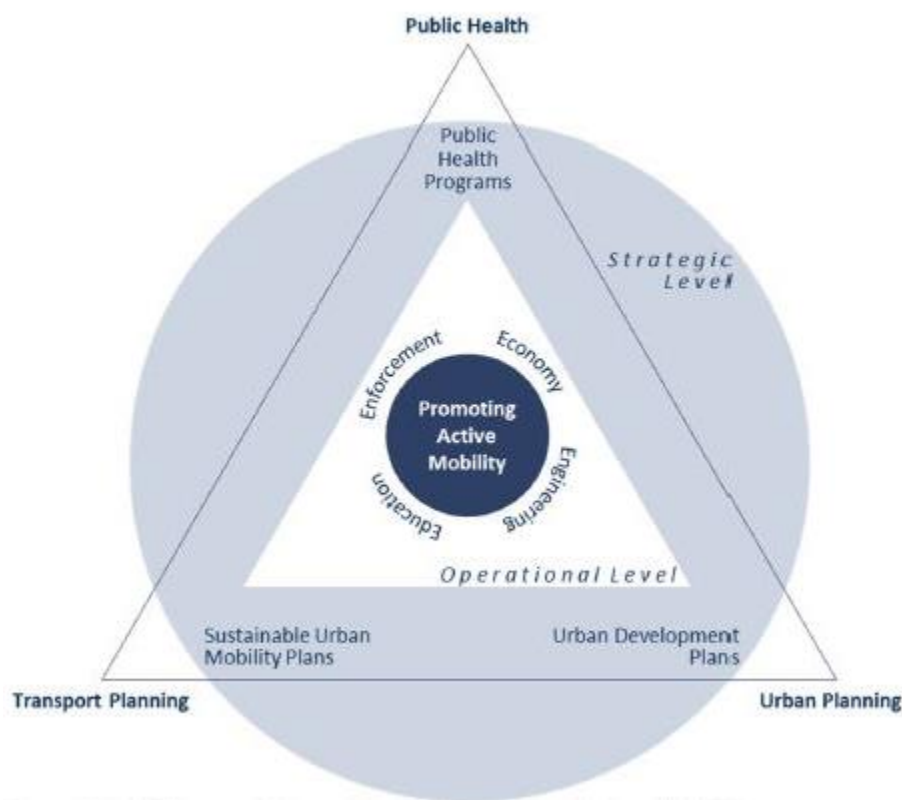 Public Health
Public
Health
Programs
Strategic
Level
Enforcement
Economy
Promoting
Active
Mobility
Education
Engineering
Operational Level
Sustainable Urban
Mobility Plans
Urban Development
Plans
Transport Planning
Urban Planning